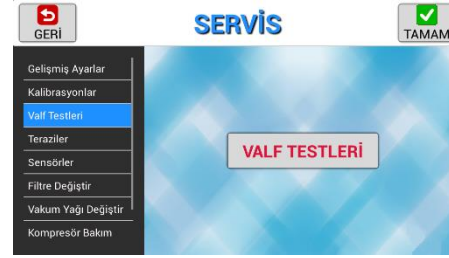 GERİ
SERVİS
TAMAM
Gelişmiş Ayarlar
Kalibrasyonlar
Valf Testleri
Teraziler
Sensörler
Filtre Değiştir
Vakum Yağı Değiştir
Kompresör Bakım
VALF TESTLERİ